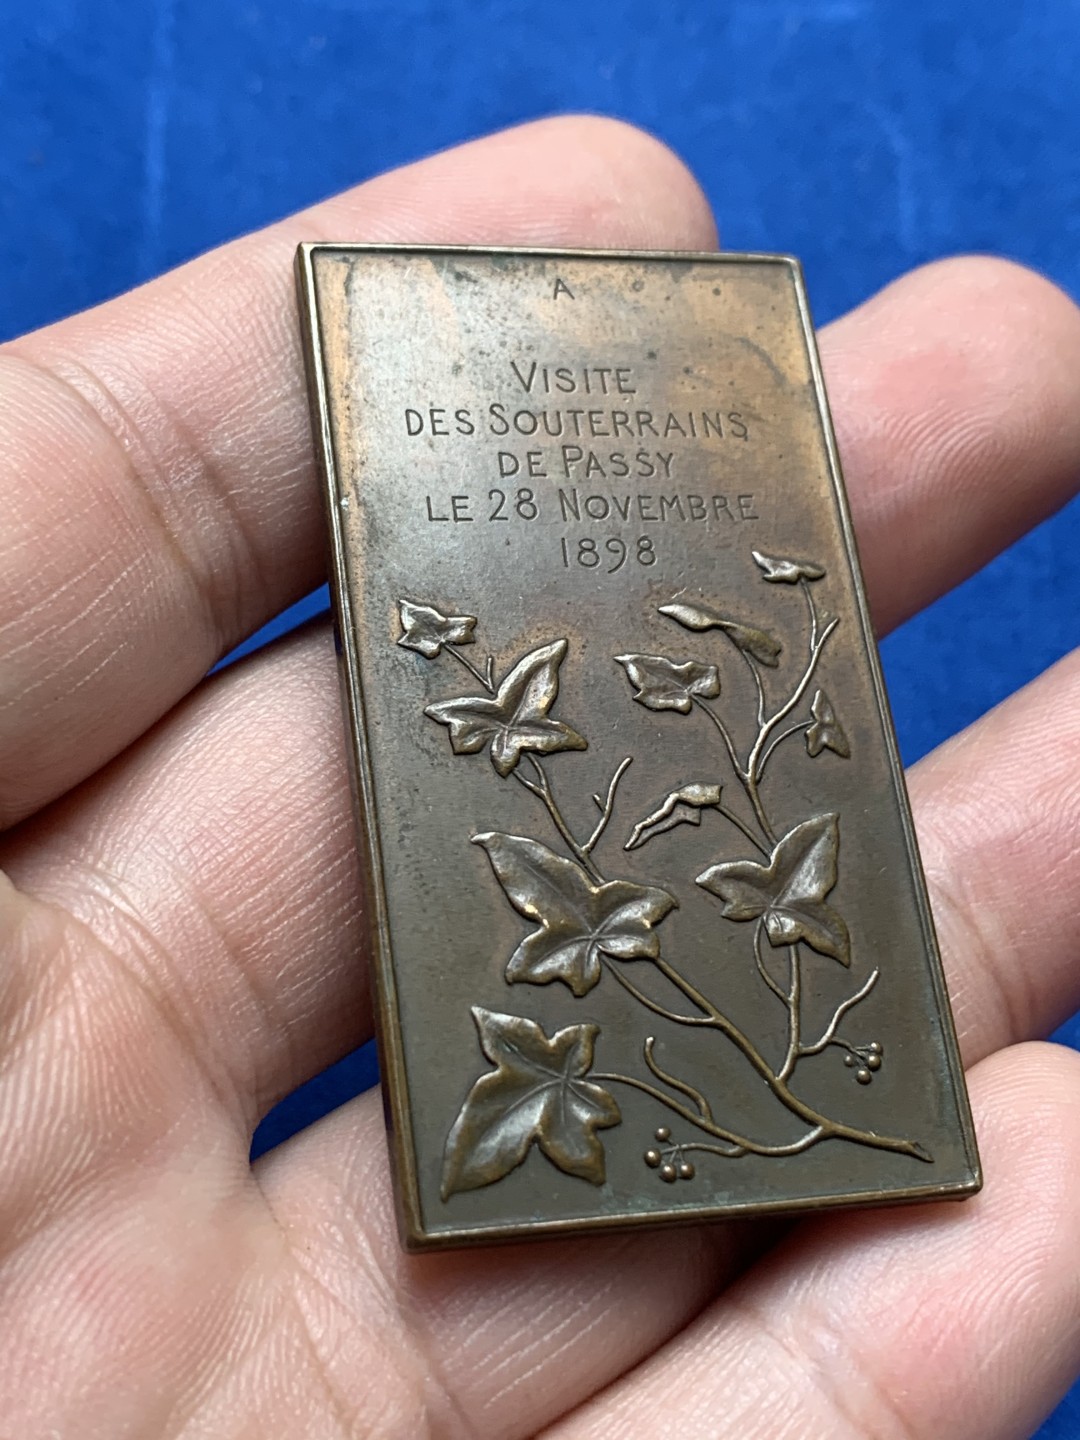 A
VISITE
DES SOUTERRAINS
DE PASSY
LE 28 NOVEMBRE
1898